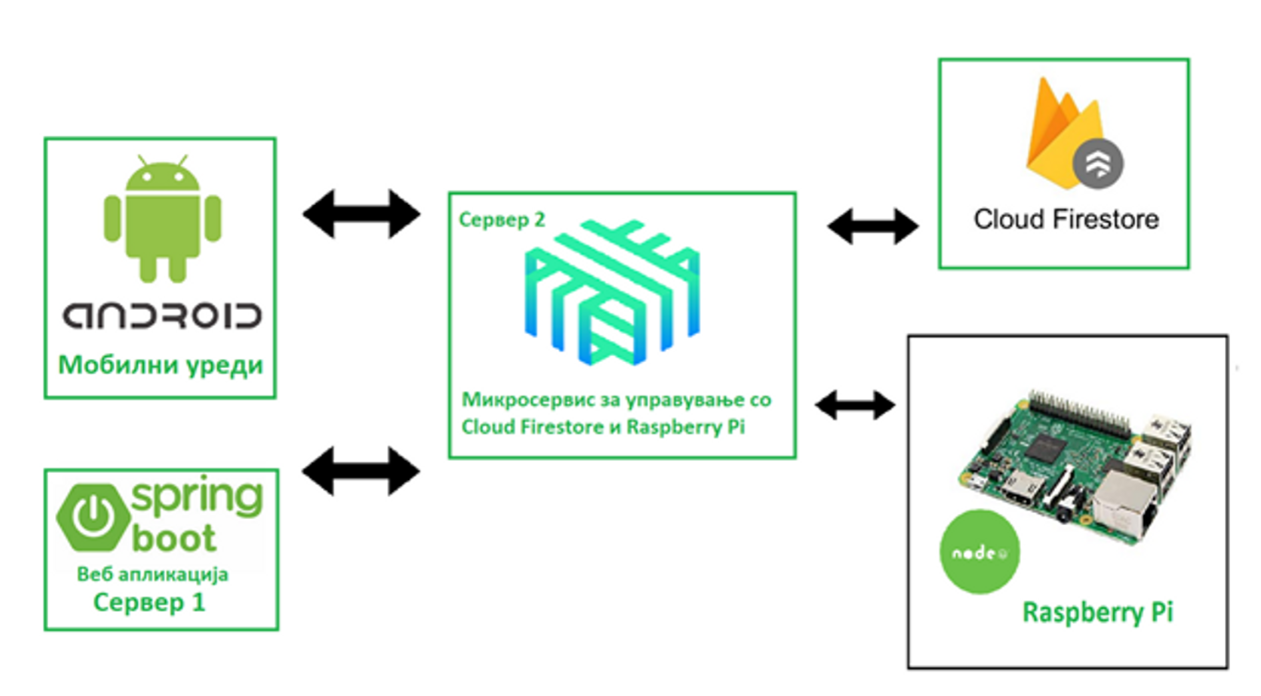 ANDROID
Мобилни уреди
spring
boot
Веб апликација
Сервер 1
Сервер 2
Микросервис за управување со
Cloud Firestore и Raspberry Pi
Cloud Firestore
node
Raspberry Pi